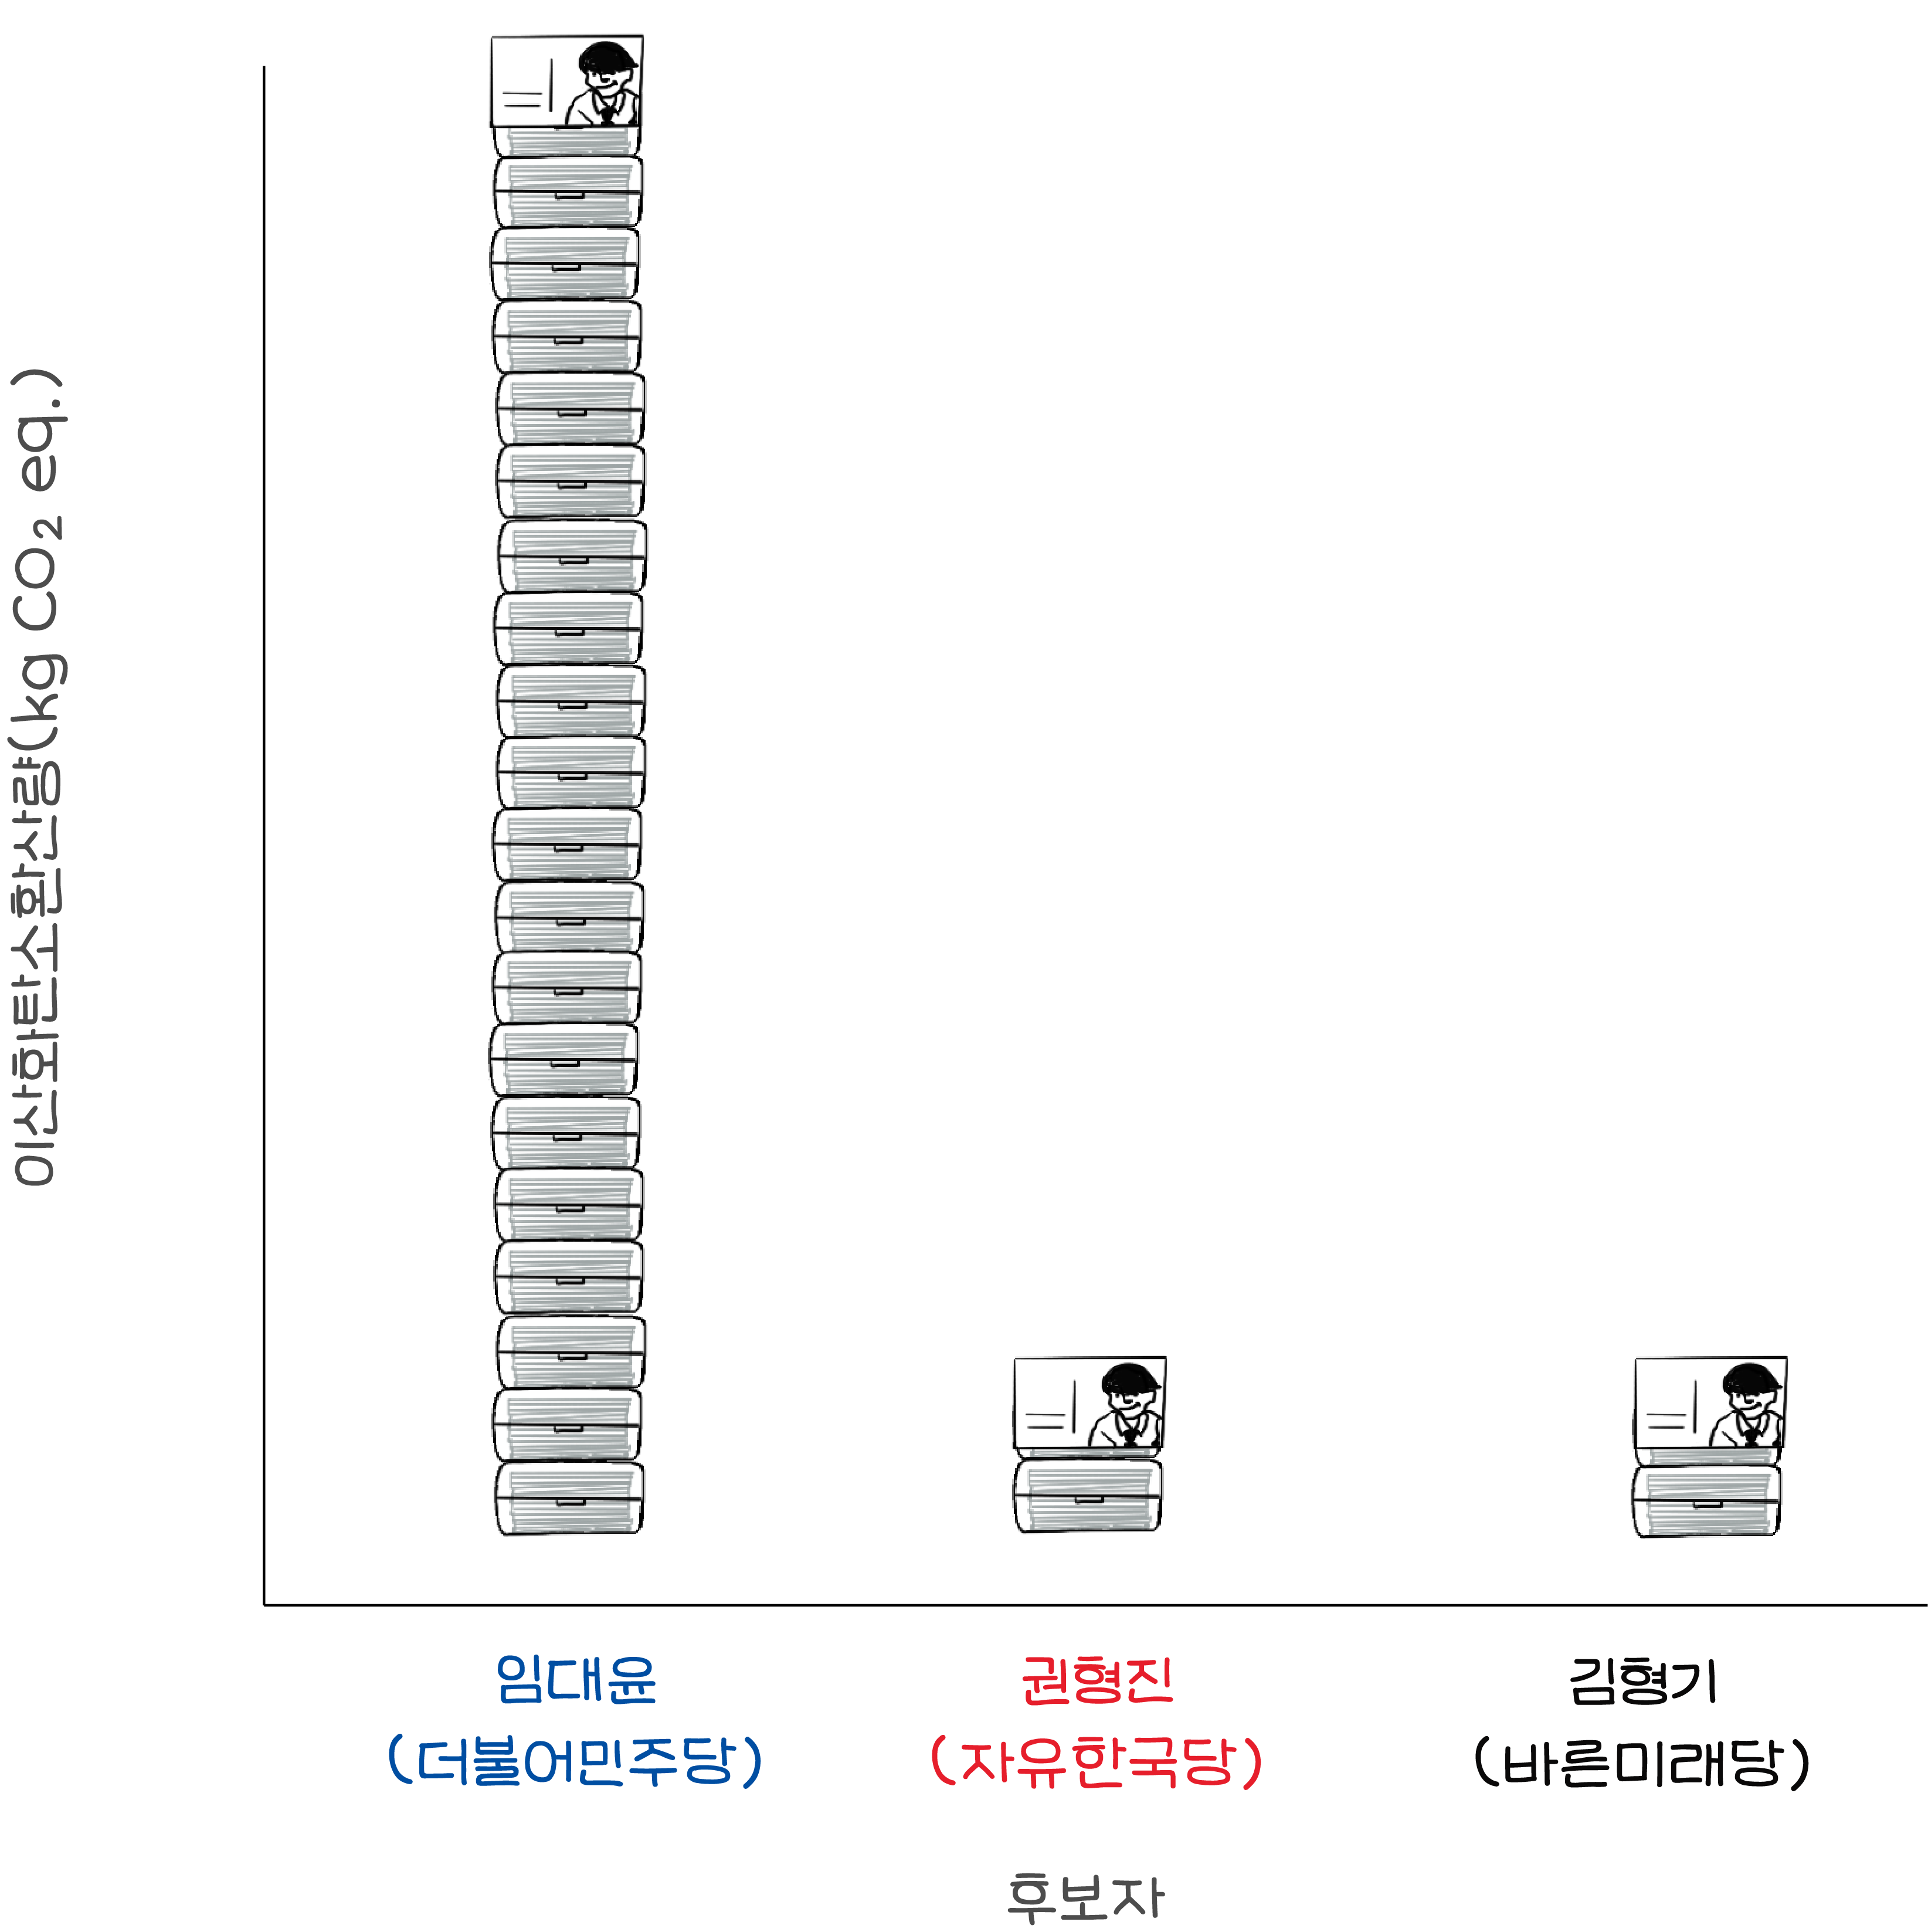 이산화탄소환산량(kg CO₂ eq.)
임대윤
(더불어민주당)
권형진
(자유한국당)
김형기
(바른미래당)
후보자